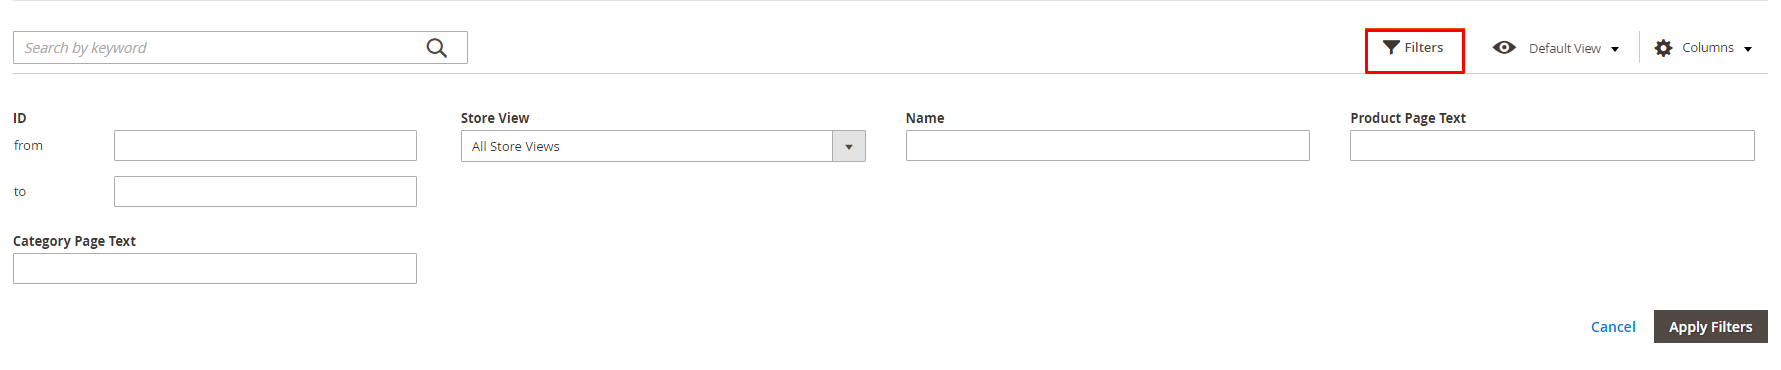 Search by keyword
Filters
Default View
Columns
ID
Store View
Name
Product Page Text
from
All Store Views
to
Category Page Text
Cancel
Apply Filters